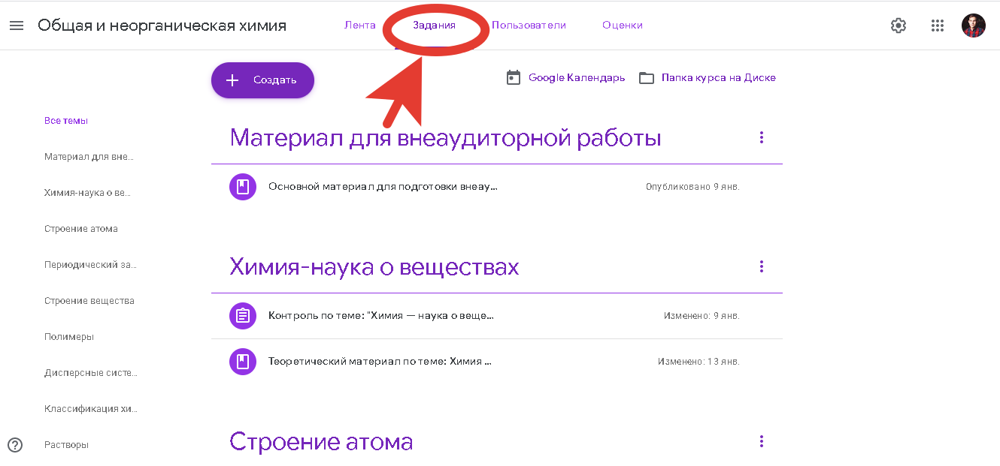 Общая и неорганическая химия
Лента
Задания
Пользователи
Оценки
Создать
Google Календарь
Папка курса на Диске
Все темы
Материал для вне...
Химия-наука о ве...
Строение атома
Периодический за...
Строение вещества
Полимеры
Дисперсные систе...
Классификация хи...
Растворы
Материал для внеаудиторной работы
Основной материал для подготовки внеау... Опубликовано 9 янв.
Химия-наука о веществах
Контроль по теме: "Химия — наука о веще... Изменено: 9 янв.
Теоретический материал по теме: Химия ... Изменено: 13 янв.
Строение атома